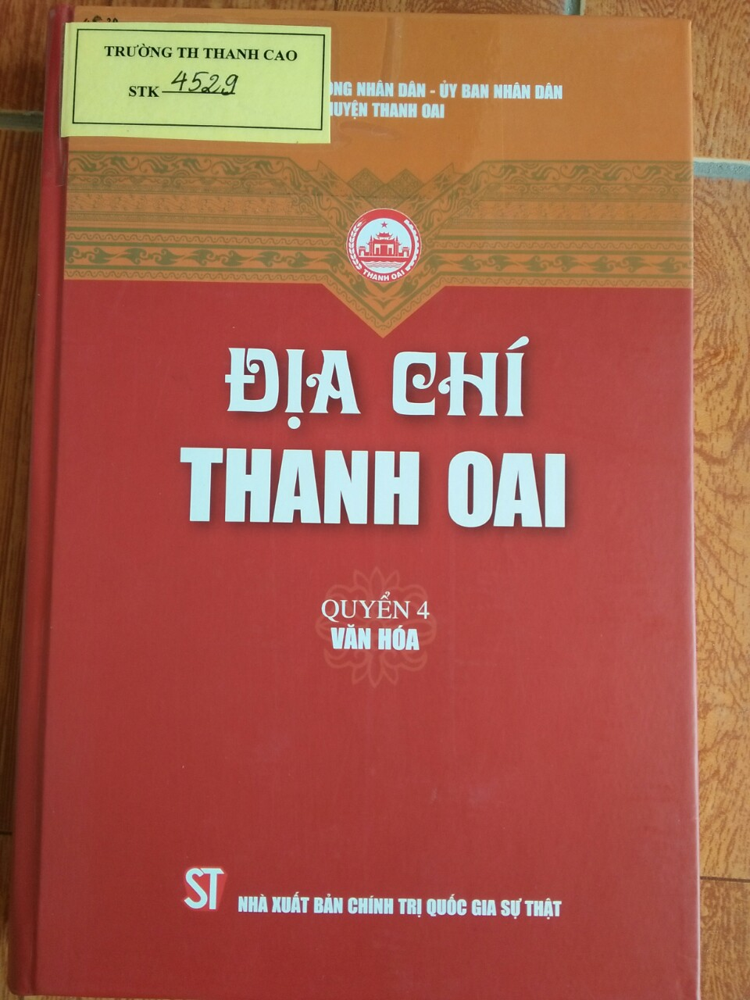 TRƯỜNG TH THANH CAO
STK 4529
NHÂN DÂN - ỦY BAN NHÂN DÂN
THANH OAI
THANH OAI
ĐỊA CHÍ
THANH OAI
QUYỂN 4
VĂN HÓA
ST
NHÀ XUẤT BẢN CHÍNH TRỊ QUỐC GIA SỰ THẬT